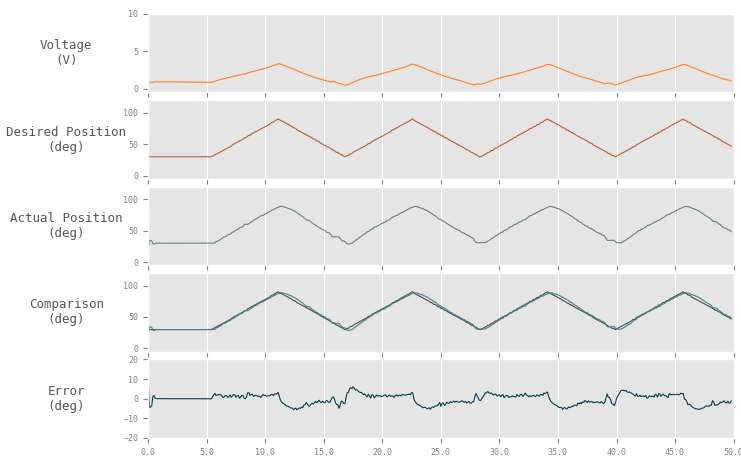 Voltage
(V)
10
5
0
Desired Position
(deg)
100
50
0
Actual Position
(deg)
100
50
0
Comparison
(deg)
100
50
0
Error
(deg)
20
10
0
−10
−20
0.0 5.0 10.0 15.0 20.0 25.0 30.0 35.0 40.0 45.0 50.0